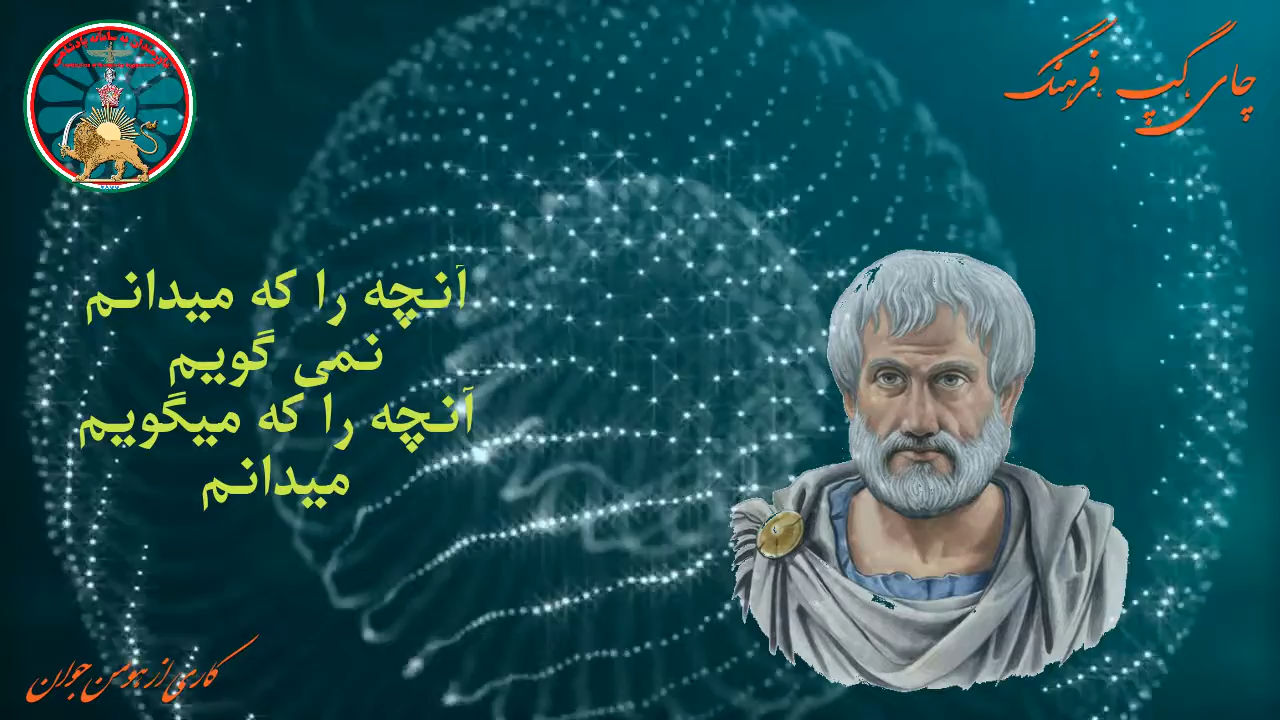 چای گپ فرهنگ
آنچه را که میدانم
نمی گویم
آنچه را که میگویم
میدانم
کاری از هومن جوان